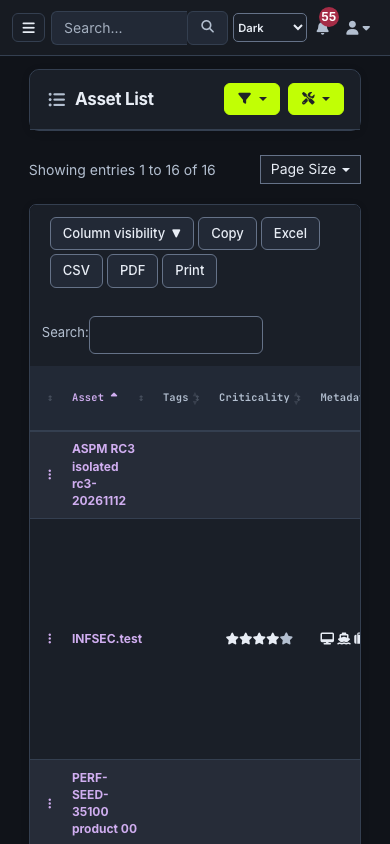 Search...
Dark
55
Asset List
Showing entries 1 to 16 of 16
Page Size
Column visibility ▼
Copy
Excel
CSV
PDF
Print
Search:
Asset
Tags
Criticality
Metada
ASPM RC3
isolated
rc3-
20261112
INFSEC.test
PERF-
SEED-
35100
product 00